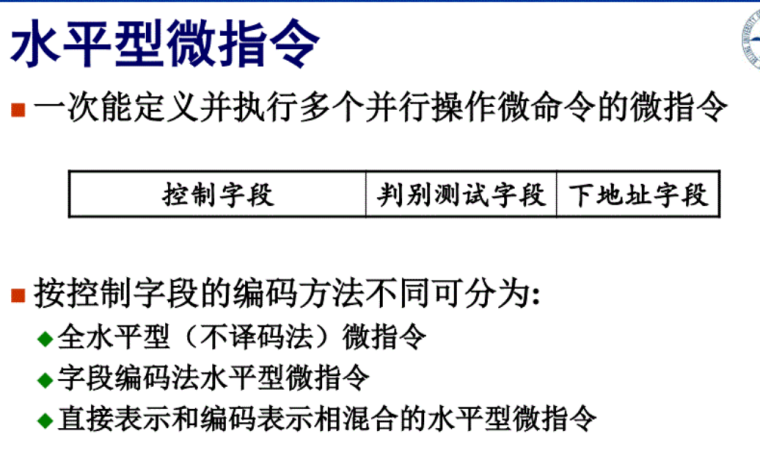 水平型微指令
一次能定义并执行多个并行操作微命令的微指令
控制字段 判别测试字段 下地址字段
按控制字段的编码方法不同可分为:
全水平型（不译码法）微指令
字段编码法水平型微指令
直接表示和编码表示相混合的水平型微指令